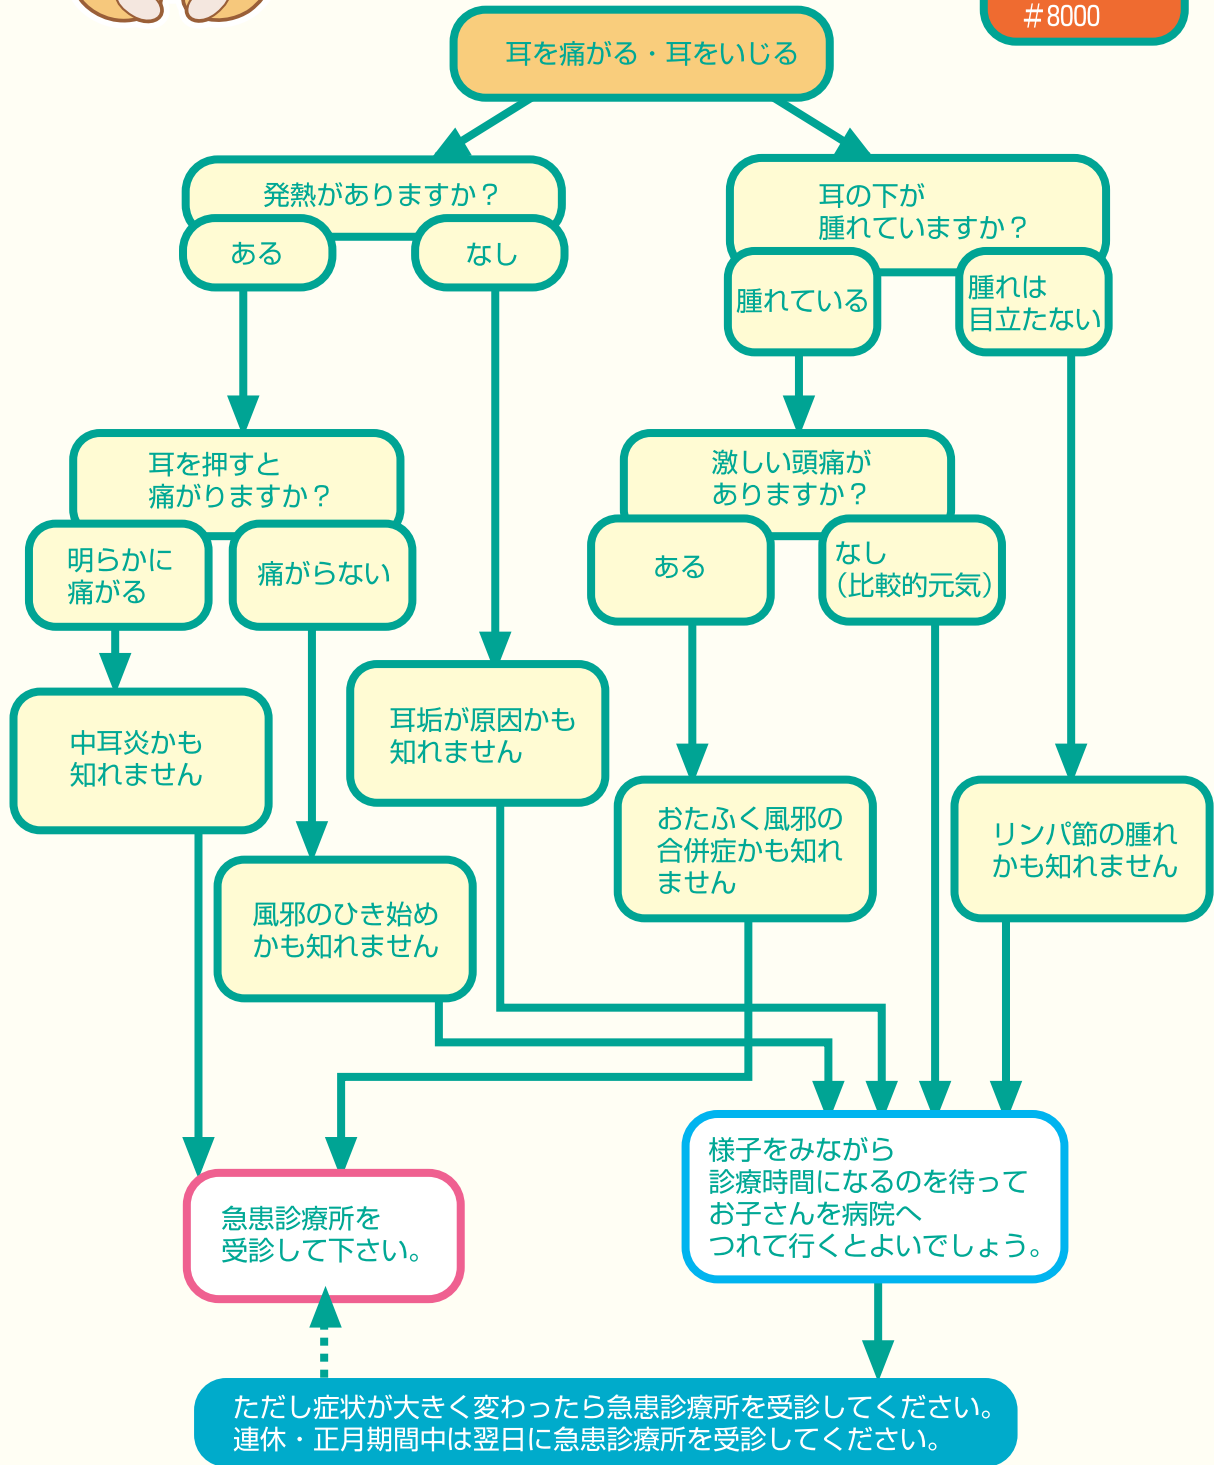 ＃8000
耳を痛がる・耳をいじる
発熱がありますか？
ある
なし
耳の下が
腫れていますか？
腫れている
腫れは
目立たない
耳を押すと
痛がりますか？
明らかに
痛がる
痛がらない
激しい頭痛が
ありますか？
ある
なし
（比較的元気）
中耳炎かも
知れません
耳垢が原因かも
知れません
おたふく風邪の
合併症かも知れ
ません
リンパ節の腫れ
かも知れません
風邪のひき始め
かも知れません
急患診療所を
受診して下さい。
様子をみながら
診療時間になるのを待って
お子さんを病院へ
つれて行くとよいでしょう。
ただし症状が大きく変わったら急患診療所を受診してください。
連休・正月期間中は翌日に急患診療所を受診してください。